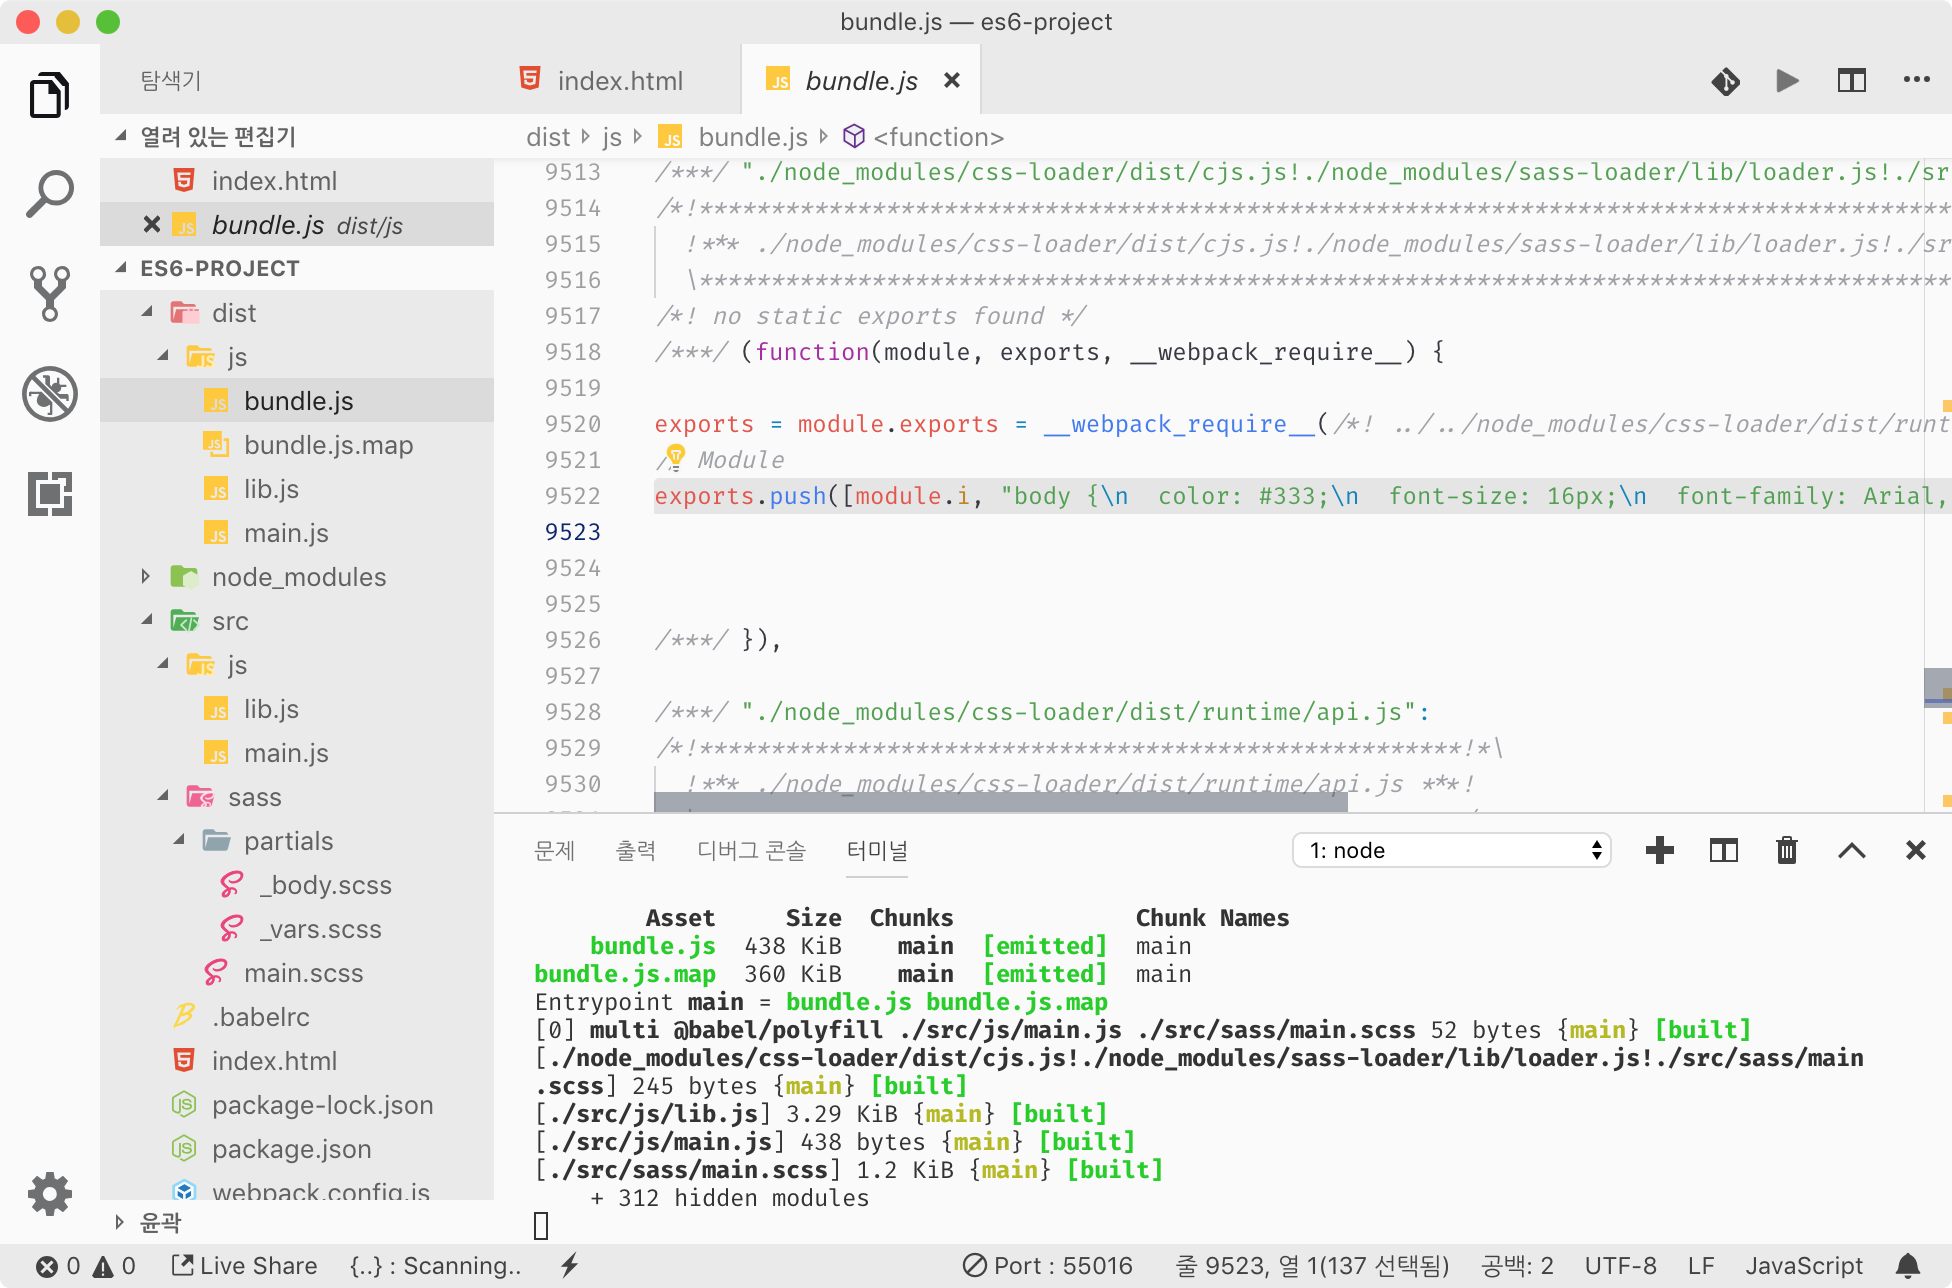 bundle.js — es6-project
탐색기
열려 있는 편집기
index.html
bundle.js dist/js
ES6-PROJECT
dist
js
bundle.js
bundle.js.map
lib.js
main.js
node_modules
src
js
lib.js
main.js
sass
partials
_body.scss
_vars.scss
main.scss
.babelrc
index.html
package-lock.json
package.json
webpack.config.js
윤곽
index.html
bundle.js
dist js bundle.js <function>
9513 /***/ "./node_modules/css-loader/dist/cjs.js!./node_modules/sass-loader/lib/loader.js!./sr
9514 /*!***************************************************************************************
9515 !*** ./node_modules/css-loader/dist/cjs.js!./node_modules/sass-loader/lib/loader.js!./sr
9516 \***************************************************************************************
9517 /*! no static exports found */
9518 /***/ (function(module, exports, __webpack_require__) {
9519
9520 exports = module.exports = __webpack_require__(/*! ../../node_modules/css-loader/dist/runt
9521 // Module
9522 exports.push([module.i, "body {\n  color: #333;\n  font-size: 16px;\n  font-family: Arial,
9523
9524
9525
9526 /***/ }),
9527
9528 /***/ "./node_modules/css-loader/dist/runtime/api.js":
9529 /*!*****************************************************!*\
9530 !*** ./node_modules/css-loader/dist/runtime/api.js ***!
문제 출력 디버그 콘솔 터미널 1: node
Asset Size Chunks Chunk Names
bundle.js 438 KiB main [emitted] main
bundle.js.map 360 KiB main [emitted] main
Entrypoint main = bundle.js bundle.js.map
[0] multi @babel/polyfill ./src/js/main.js ./src/sass/main.scss 52 bytes {main} [built]
[./node_modules/css-loader/dist/cjs.js!./node_modules/sass-loader/lib/loader.js!./src/sass/main
.scss] 245 bytes {main} [built]
[./src/js/lib.js] 3.29 KiB {main} [built]
[./src/js/main.js] 438 bytes {main} [built]
[./src/sass/main.scss] 1.2 KiB {main} [built]
+ 312 hidden modules
0 0 Live Share {..} : Scanning.. Port : 55016 줄 9523, 열 1(137 선택됨) 공백: 2 UTF-8 LF JavaScript